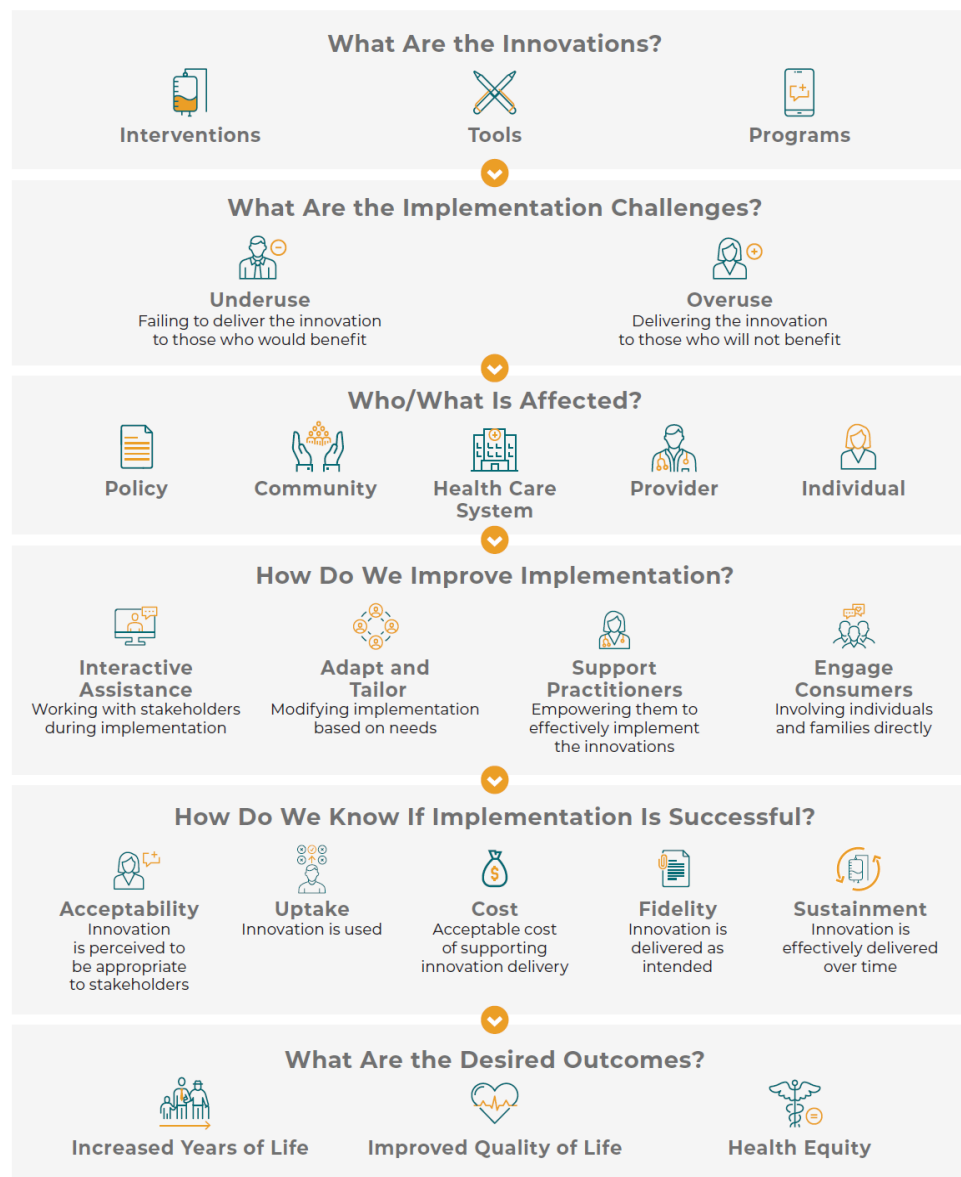 What Are the Innovations?
Interventions
Tools
Programs
What Are the Implementation Challenges?
Underuse
Failing to deliver the innovation
to those who would benefit
Overuse
Delivering the innovation
to those who will not benefit
Who/What Is Affected?
Policy
Community
Health Care
System
Provider
Individual
How Do We Improve Implementation?
Interactive
Assistance
Working with stakeholders
during implementation
Adapt and
Tailor
Modifying implementation
based on needs
Support
Practitioners
Empowering them to
effectively implement
the innovations
Engage
Consumers
Involving individuals
and families directly
How Do We Know If Implementation Is Successful?
Acceptability
Innovation
is perceived to
be appropriate
to stakeholders
Uptake
Innovation is used
Cost
Acceptable cost
of supporting
innovation delivery
Fidelity
Innovation is
delivered as
intended
Sustainment
Innovation is
effectively delivered
over time
What Are the Desired Outcomes?
Increased Years of Life
Improved Quality of Life
Health Equity